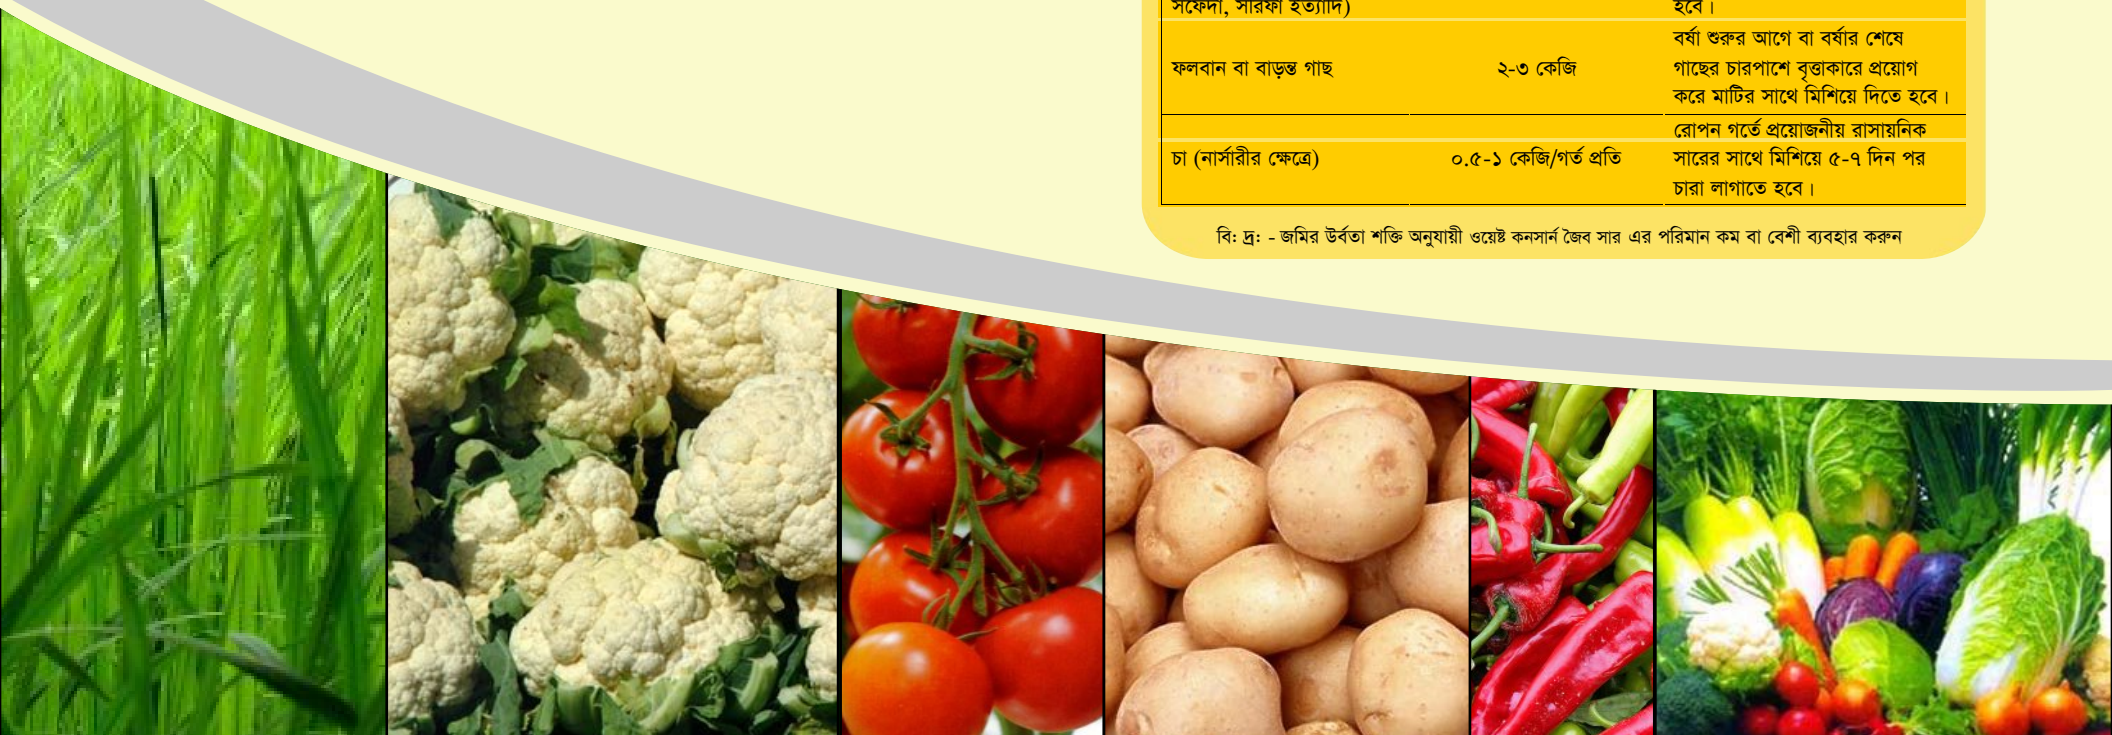 সফেদা, সরিফা ইত্যাদি)
হবে।
ফলবান বা বাড়ন্ত গাছ
২-৩ কেজি
বর্ষা শুরুর আগে বা বর্ষার শেষে
গাছের চারপাশে বৃত্তাকারে প্রয়োগ
করে মাটির সাথে মিশিয়ে দিতে হবে।
চা (নার্সারীর ক্ষেত্রে)
০.৫-১ কেজি/গর্ত প্রতি
রোপন গর্তে প্রয়োজনীয় রাসায়নিক
সারের সাথে মিশিয়ে ৫-৭ দিন পর
চারা লাগাতে হবে।
বি: দ্র: - জমির উর্বতা শক্তি অনুযায়ী ওয়েষ্ট কনসার্ন জৈব সার এর পরিমান কম বা বেশী ব্যবহার করুন